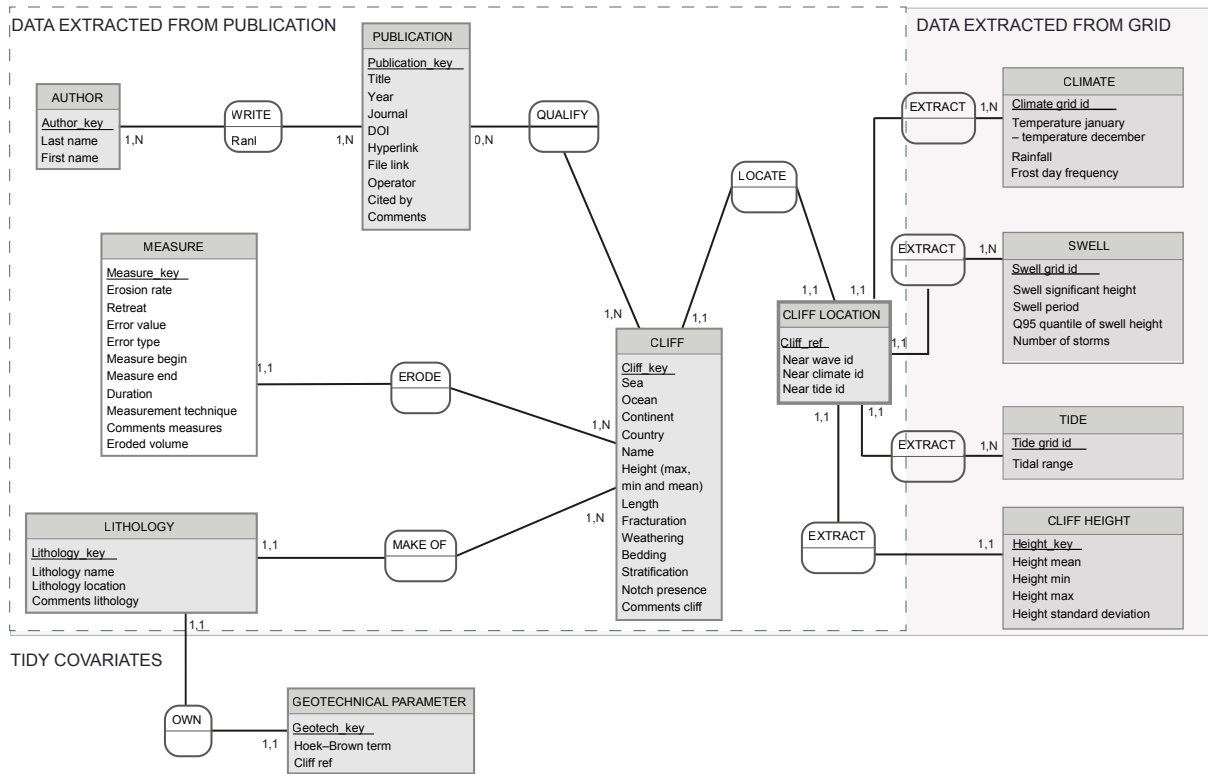 DATA EXTRACTED FROM PUBLICATION
DATA EXTRACTED FROM GRID
AUTHOR
Author_key
Last name
First name
1,N
WRITE
Ranl
1,N
PUBLICATION
Publication_key
Title
Year
Journal
DOI
Hyperlink
File link
Operator
Cited by
Comments
0,N
QUALIFY
1,N
MEASURE
Measure_key
Erosion rate
Retreat
Error value
Error type
Measure begin
Measure end
Duration
Measurement technique
Comments measures
Eroded volume
1,1
ERODE
1,N
LITHOLOGY
Lithology_key
Lithology name
Lithology location
Comments lithology
1,1
MAKE OF
1,N
1,1
CLIFF
Cliff_key
Sea
Ocean
Continent
Country
Name
Height (max,
min and mean)
Length
Fracturation
Weathering
Bedding
Stratification
Notch presence
Comments cliff
1,1
LOCATE
1,1
1,1
CLIFF LOCATION
Cliff_ref
Near wave id
Near climate id
Near tide id
1,1
1,1
1,1
EXTRACT
1,N
CLIMATE
Climate grid id
Temperature january
– temperature december
Rainfall
Frost day frequency
EXTRACT
1,N
SWELL
Swell grid id
Swell significant height
Swell period
Q95 quantile of swell height
Number of storms
EXTRACT
1,N
TIDE
Tide grid id
Tidal range
EXTRACT
1,1
CLIFF HEIGHT
Height_key
Height mean
Height min
Height max
Height standard deviation
TIDY COVARIATES
OWN
1,1
GEOTECHNICAL PARAMETER
Geotech_key
Hoek–Brown term
Cliff ref